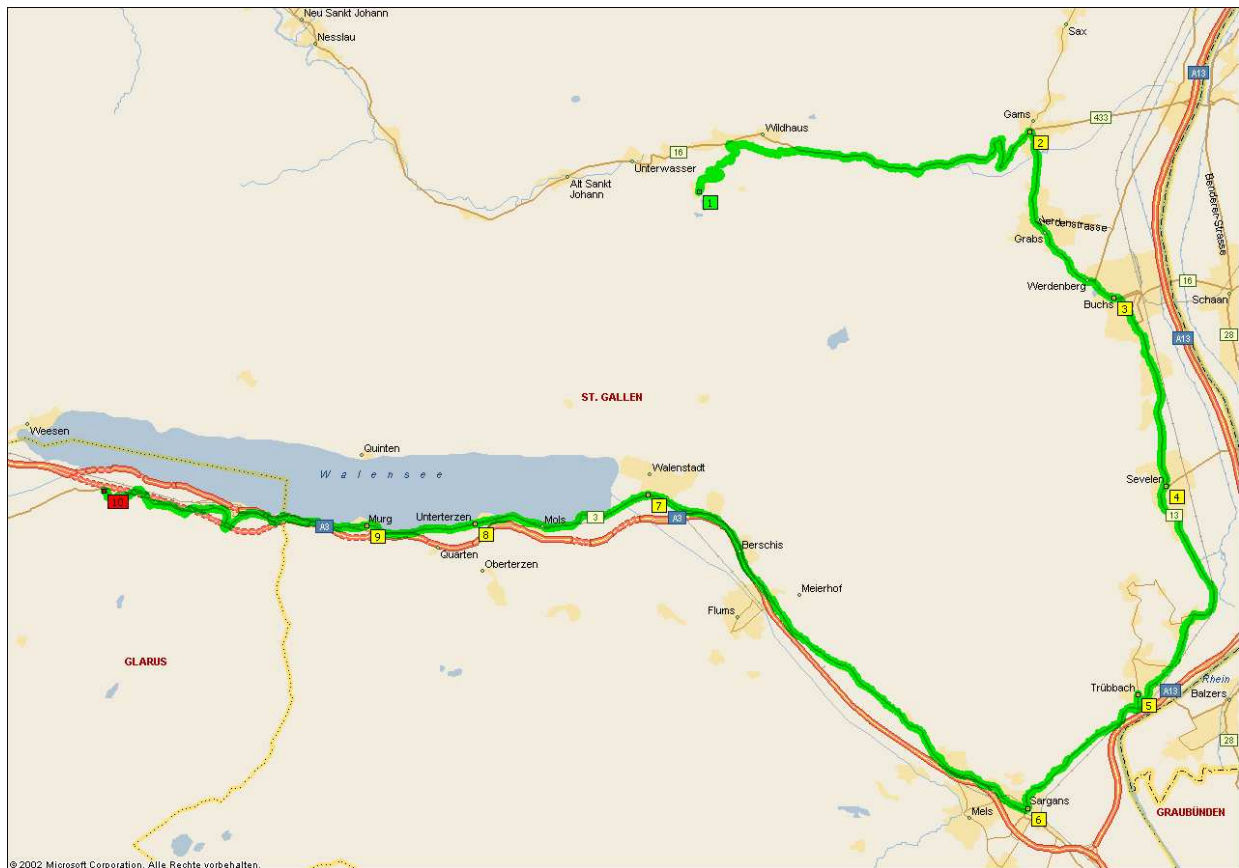 Neu Sankt Johann
Nesslau
Sax
A13
Gams
433
2
Wildhaus
16
Unterwasser
Alt Sankt
Johann
1
Benderer-Strasse
Werdenstrasse
Grabs
Werdenberg
Buchs
3
16
Schaan
A13
28
ST. GALLEN
Weesen
Quinten
Walensee
Walenstadt
7
10
A3
Murg
9
Unterterzen
8
Mols
3
A3
Quarten
Oberterzen
Berschis
Meierhof
Flums
Sevelen
4
13
GLARUS
Trübbach
5
A13
Rhein
Balzers
28
Sargans
6
Mels
GRAUBÜNDEN
© 2002 Microsoft Corporation. Alle Rechte vorbehalten.